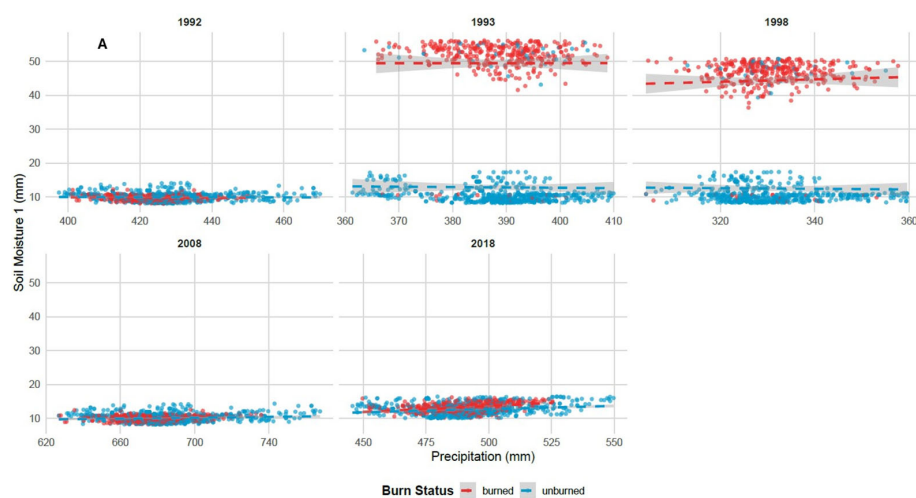 1992 1993 1998
A
50
40
30
20
10
400 420 440 460 360 370 380 390 400 410 320 340 360
Soil Moisture 1 (mm)
2008 2018
50
40
30
20
10
620 660 700 740 450 475 500 525 550
Precipitation (mm)
Burn Status burned unburned